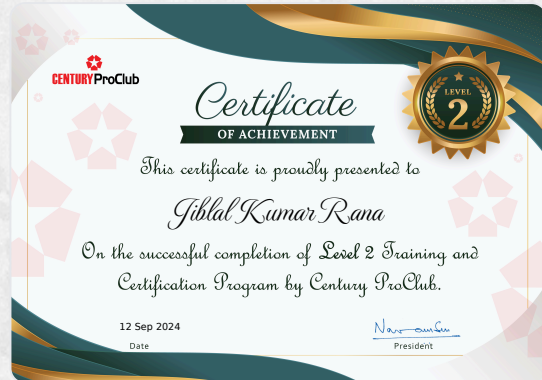 CENTURY ProClub
LEVEL
2
Certificate
OF ACHIEVEMENT
This certificate is proudly presented to
Jiblal Kumar Rana
On the successful completion of Level 2 Training and
Certification Program by Century ProClub.
12 Sep 2024
Date
President